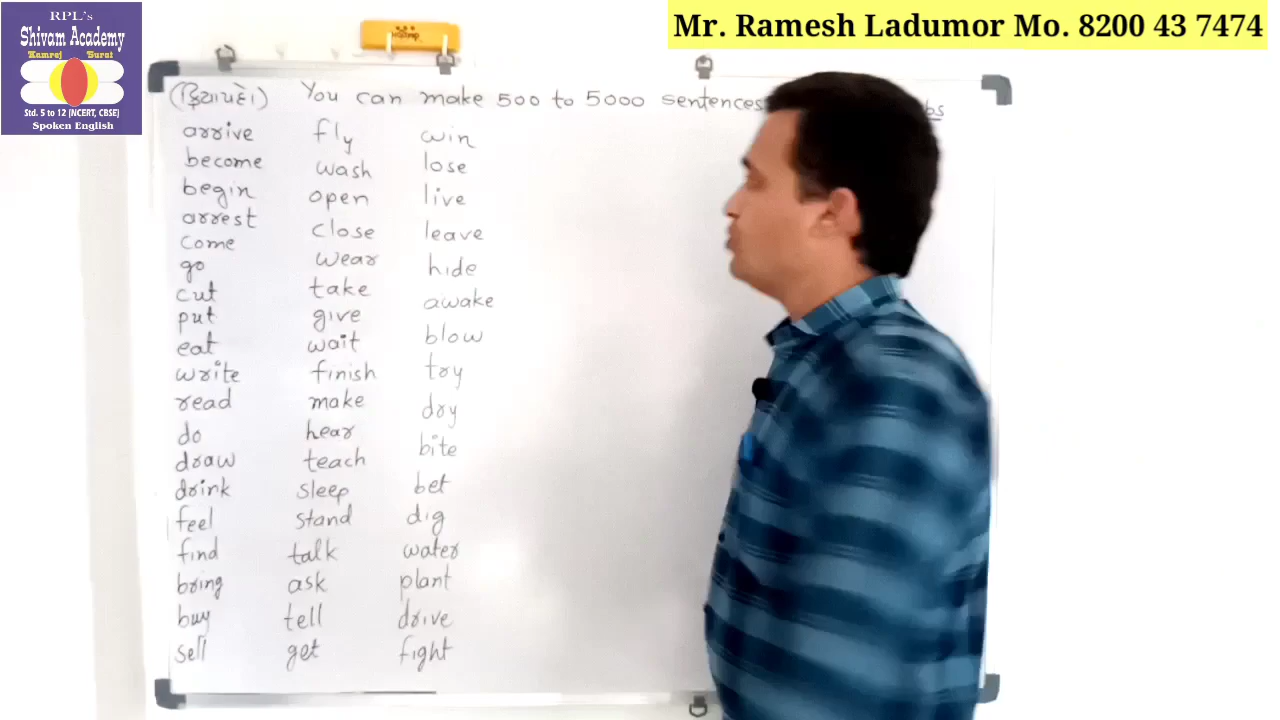 RPL's
Shivam Academy
Kamrej Surat
Std. 5 to 12 (NCERT, CBSE)
Spoken English
Mr. Ramesh Ladumor Mo. 8200 43 7474
(ક્રિયાપદો) You can make 500 to 5000 sentences
arrive fly win
become wash lose
begin open live
arrest close leave
come wear hide
go take awake
cut give blow
put wait try
eat finish dry
write make bite
read hear bet
do teach dig
draw sleep water
drink stand plant
feel talk drive
find ask fight
bring tell
buy get
sell